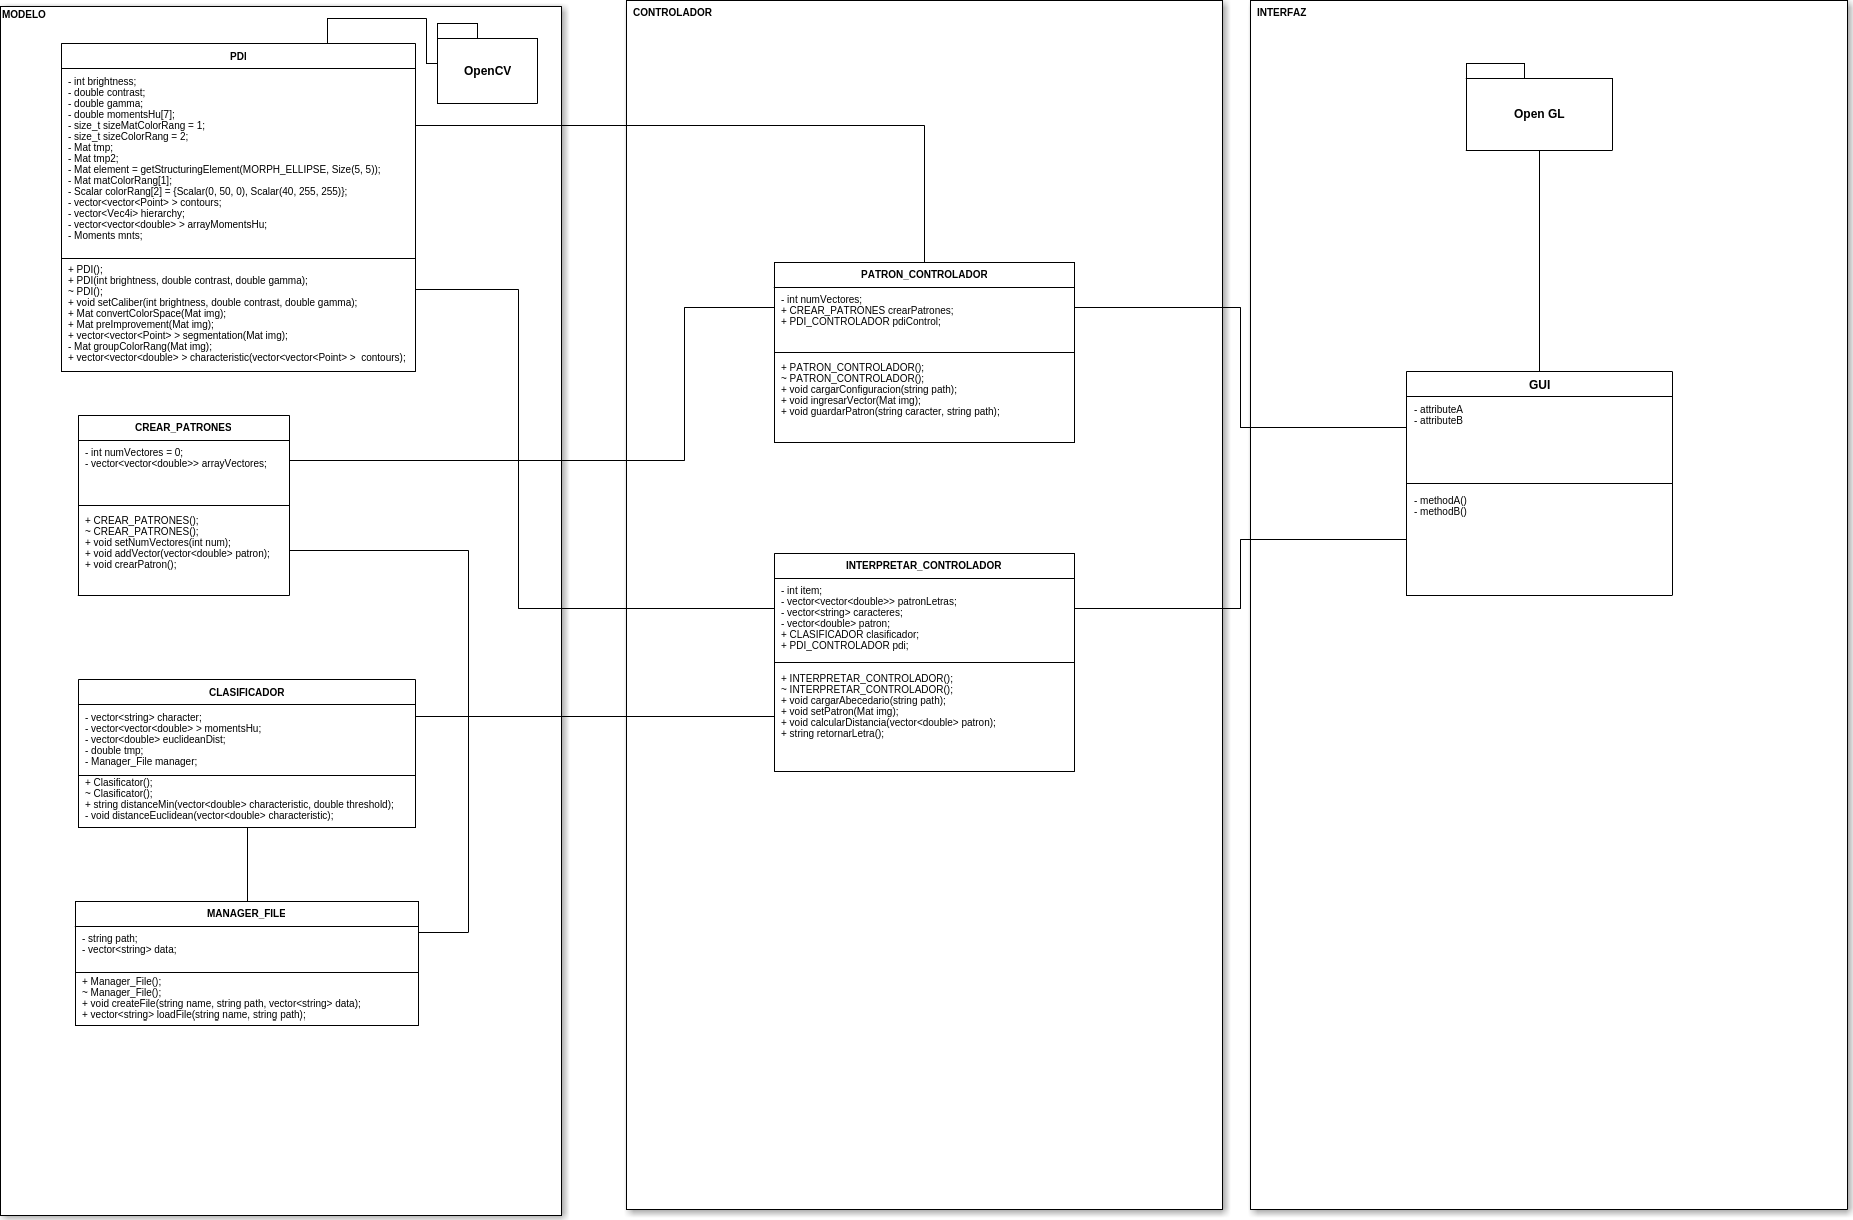 MODELO
OpenCV
PDI
- int brightness;
- double contrast;
- double gamma;
- double momentsHu[7];
- size_t sizeMatColorRang = 1;
- size_t sizeColorRang = 2;
- Mat tmp;
- Mat tmp2;
- Mat element = getStructuringElement(MORPH_ELLIPSE, Size(5, 5));
- Mat matColorRang[1];
- Scalar colorRang[2] = {Scalar(0, 50, 0), Scalar(40, 255, 255)};
- vector<vector<Point> > contours;
- vector<Vec4i> hierarchy;
- vector<vector<double> > arrayMomentsHu;
- Moments mnts;
+ PDI();
+ PDI(int brightness, double contrast, double gamma);
~ PDI();
+ void setCaliber(int brightness, double contrast, double gamma);
+ Mat convertColorSpace(Mat img);
+ Mat preImprovement(Mat img);
+ vector<vector<Point> > segmentation(Mat img);
- Mat groupColorRang(Mat img);
+ vector<vector<double> > characteristic(vector<vector<Point> >  contours);
CREAR_PATRONES
- int numVectores = 0;
- vector<vector<double>> arrayVectores;
+ CREAR_PATRONES();
~ CREAR_PATRONES();
+ void setNumVectores(int num);
+ void addVector(vector<double> patron);
+ void crearPatron();
CLASIFICADOR
- vector<string> character;
- vector<vector<double> > momentsHu;
- vector<double> euclideanDist;
- double tmp;
- Manager_File manager;
+ Clasificator();
~ Clasificator();
+ string distanceMin(vector<double> characteristic, double threshold);
- void distanceEuclidean(vector<double> characteristic);
MANAGER_FILE
- string path;
- vector<string> data;
+ Manager_File();
~ Manager_File();
+ void createFile(string name, string path, vector<string> data);
+ vector<string> loadFile(string name, string path);
CONTROLADOR
PATRON_CONTROLADOR
- int numVectores;
+ CREAR_PATRONES crearPatrones;
+ PDI_CONTROLADOR pdiControl;
+ PATRON_CONTROLADOR();
~ PATRON_CONTROLADOR();
+ void cargarConfiguracion(string path);
+ void ingresarVector(Mat img);
+ void guardarPatron(string caracter, string path);
INTERPRETAR_CONTROLADOR
- int item;
- vector<vector<double>> patronLetras;
- vector<string> caracteres;
- vector<double> patron;
+ CLASIFICADOR clasificador;
+ PDI_CONTROLADOR pdi;
+ INTERPRETAR_CONTROLADOR();
~ INTERPRETAR_CONTROLADOR();
+ void cargarAbecedario(string path);
+ void setPatron(Mat img);
+ void calcularDistancia(vector<double> patron);
+ string retornarLetra();
INTERFAZ
Open GL
GUI
- attributeA
- attributeB
- methodA()
- methodB()